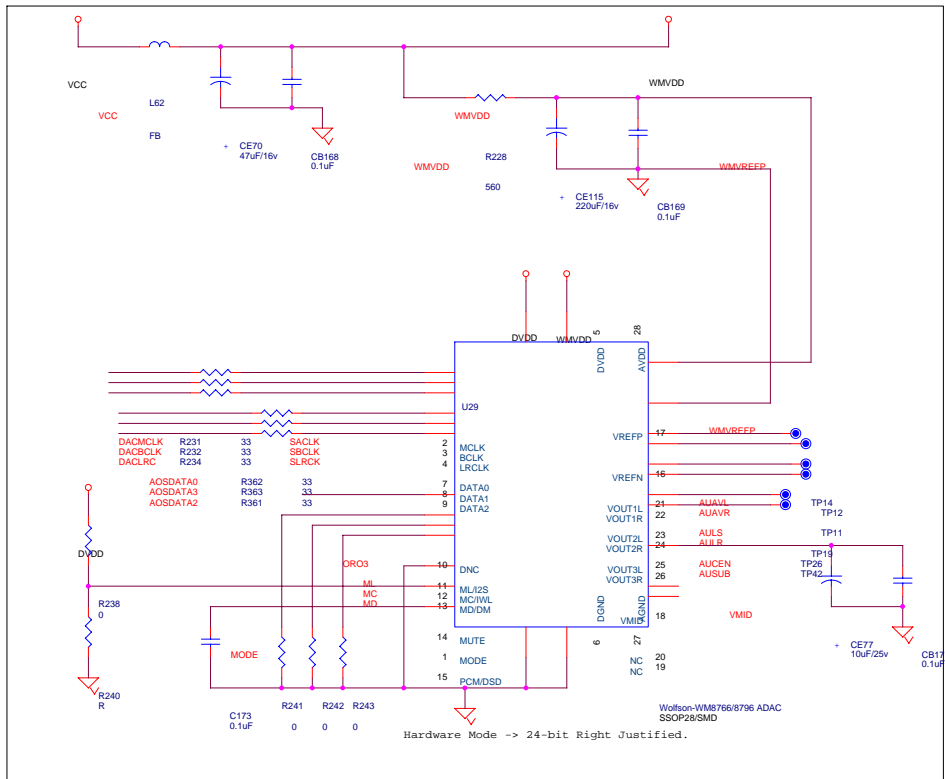 VCC
WMVDD
L62
VCC
WMVDD
FB
CE70
CB168
R228
WMVREFP
+
47uF/16v
0.1uF
WMVDD
560
CE115
CB169
+
220uF/16v
0.1uF
5
28
DVDD
WMVDD
DVDD
AVDD
U29
DACMCLK R231 33 SACLK
2
MCLK
DACBCLK R232 33 SBCLK
3
BCLK
DACLRC R234 33 SLRCK
4
LRCLK
AOSDATA0 R362 33
7
DATA0
AOSDATA3 R363 33
8
DATA1
AOSDATA2 R361 33
9
DATA2
VREFP
17
WMVREFP
VREFN
16
VOUT1L
21
AUAVL
TP14
VOUT1R
22
AUAVR
TP12
VOUT2L
23
AULS
TP11
VOUT2R
24
AULR
TP19
VOUT3L
25
AUCEN
TP26
VOUT3R
26
AUSUB
TP42
DVDD
ORO3
10
DNC
ML
11
ML/I2S
MC
12
MC/IWL
MD
13
MD/DM
DGND
AGND
VMID
18
VMID
R238
0
14
MUTE
6
27
CE77
+
10uF/25v
CB17
0.1uF
MODE
1
MODE
NC
20
NC
19
15
PCM/DSD
R240
R
C173
0.1uF
R241
0
R242
0
R243
0
Wolfson-WM8766/8796 ADAC
SSOP28/SMD
Hardware Mode -> 24-bit Right Justified.